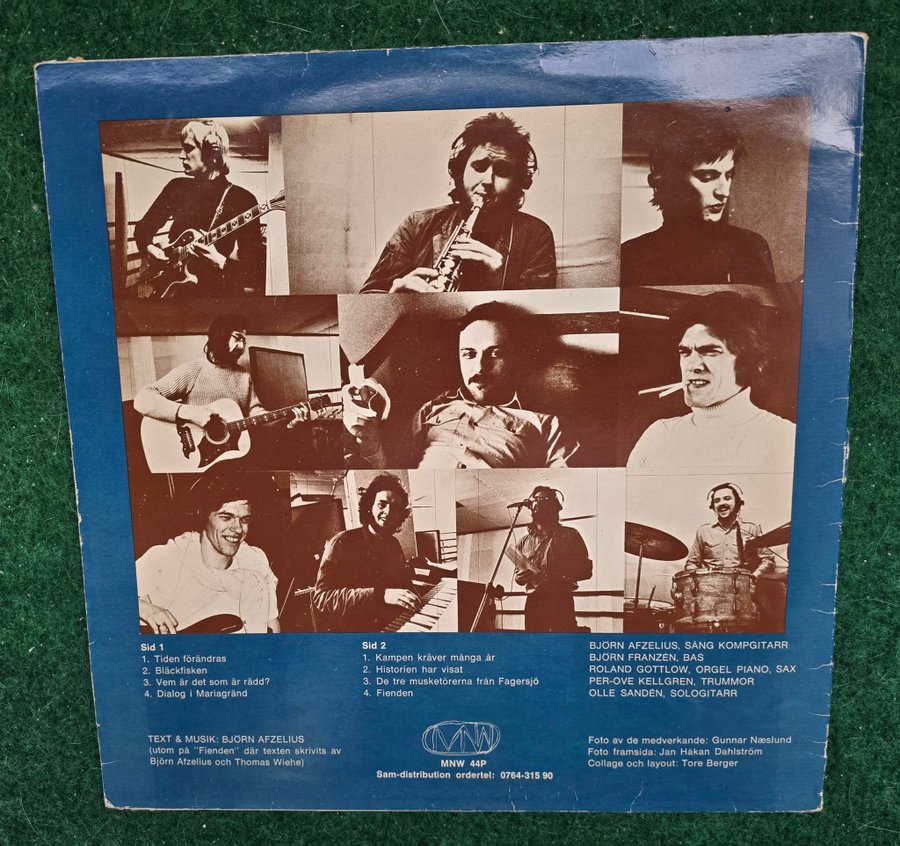 Sid 1
1. Tiden förändras
2. Bläckfisken
3. Vem är det som är rädd?
4. Dialog i Mariagränd
Sid 2
1. Kampen kräver många år
2. Historien har visat
3. De tre musketörerna från Fagersjö
4. Fienden
BJÖRN AFZELIUS, SÅNG KOMPGITARR
BJÖRN FRANZÉN, BAS
ROLAND GOTTLOW, ORGEL PIANO, SAX
PER-OVE KELLGREN, TRUMMOR
OLLE SANDÉN, SOLOGITARR
TEXT & MUSIK: BJÖRN AFZELIUS
(utom på "Fienden" där texten skrivits av
Björn Afzelius och Thomas Wiehe)
MNW
MNW 44P
Sam-distribution ordertel: 0764-315 90
Foto av de medverkande: Gunnar Næslund
Foto framsida: Jan Håkan Dahlström
Collage och layout: Tore Berger